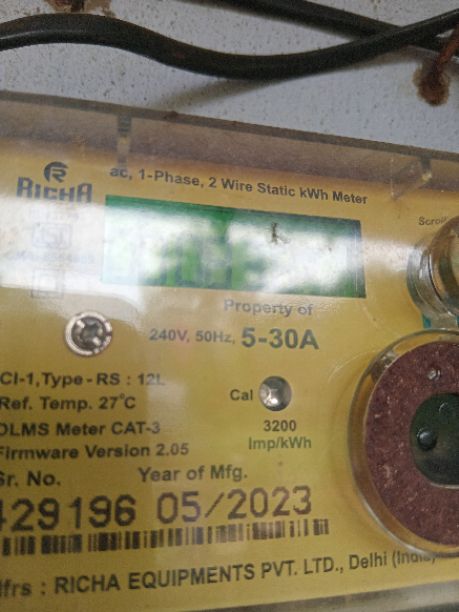 ac, 1-Phase, 2 Wire Static kWh Meter
RICHA
Scroll
Property of
240V, 50Hz, 5-30A
CI-1, Type - RS : 12L
Cal
Ref. Temp. 27°C
3200
Imp/kWh
DLMS Meter CAT-3
Firmware Version 2.05
Sr. No. Year of Mfg.
429196 05/2023
Mfrs : RICHA EQUIPMENTS PVT. LTD., Delhi (India)